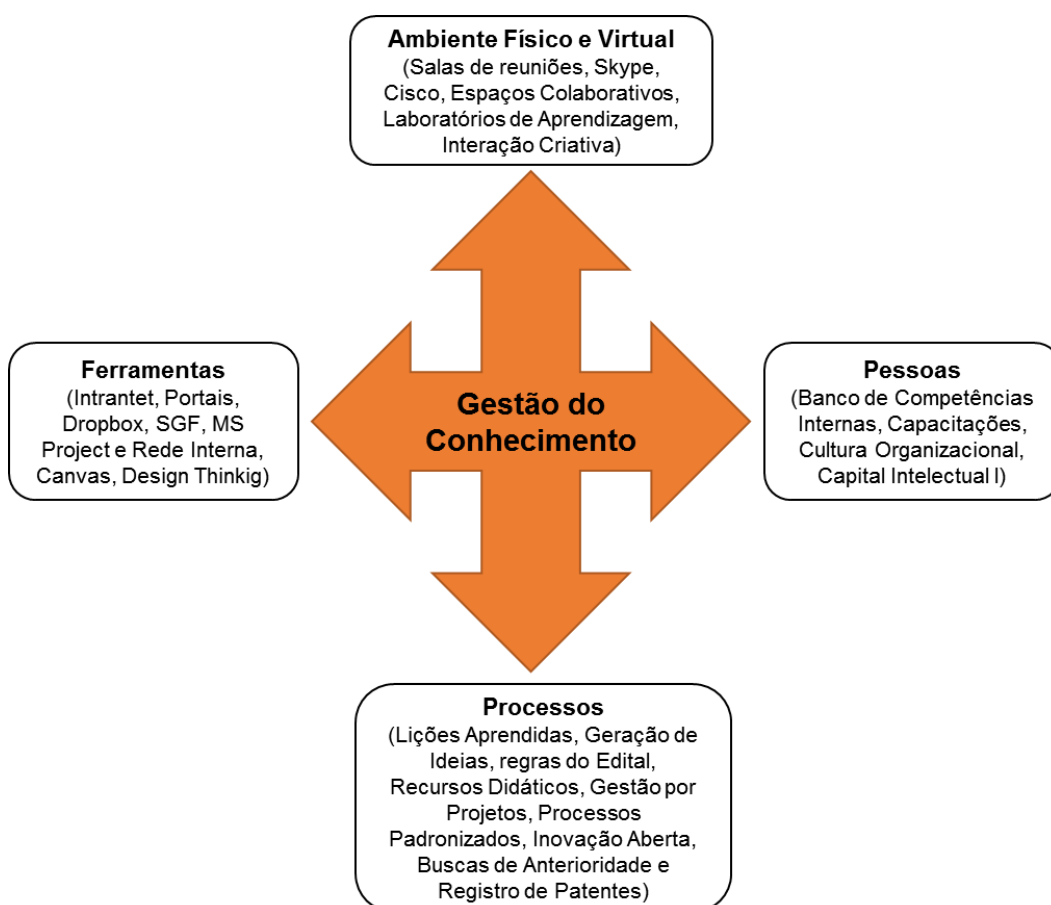 Ambiente Físico e Virtual
(Salas de reuniões, Skype,
Cisco, Espaços Colaborativos,
Laboratórios de Aprendizagem,
Interação Criativa)
Ferramentas
(Intrantet, Portais,
Dropbox, SGF, MS
Project e Rede Interna,
Canvas, Design Thinkig)
Gestão do
Conhecimento
Pessoas
(Banco de Competências
Internas, Capacitações,
Cultura Organizacional,
Capital Intelectual l)
Processos
(Lições Aprendidas, Geração de
Ideias, regras do Edital,
Recursos Didáticos, Gestão por
Projetos, Processos
Padronizados, Inovação Aberta,
Buscas de Anterioridade e
Registro de Patentes)